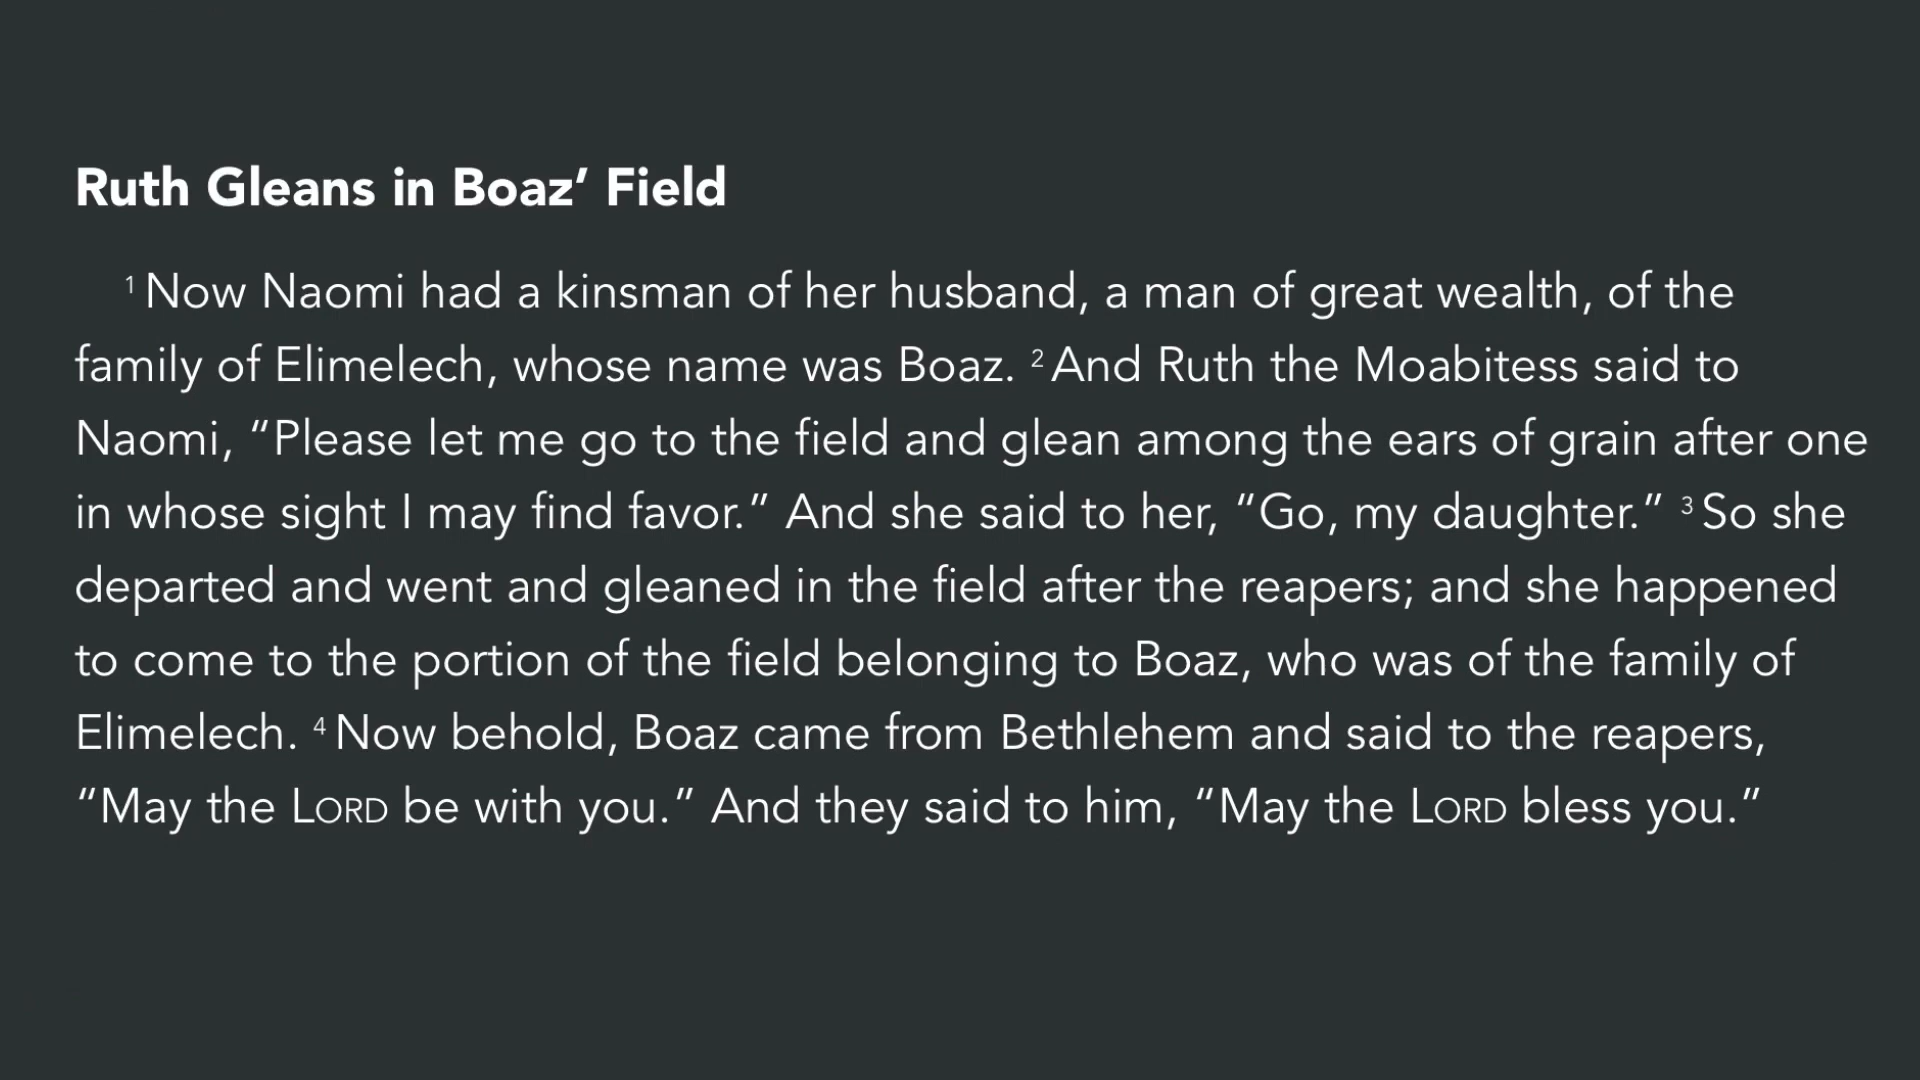 Ruth Gleans in Boaz’ Field
1 Now Naomi had a kinsman of her husband, a man of great wealth, of the
family of Elimelech, whose name was Boaz. 2 And Ruth the Moabitess said to
Naomi, “Please let me go to the field and glean among the ears of grain after one
in whose sight I may find favor.” And she said to her, “Go, my daughter.” 3 So she
departed and went and gleaned in the field after the reapers; and she happened
to come to the portion of the field belonging to Boaz, who was of the family of
Elimelech. 4 Now behold, Boaz came from Bethlehem and said to the reapers,
“May the LORD be with you.” And they said to him, “May the LORD bless you.”